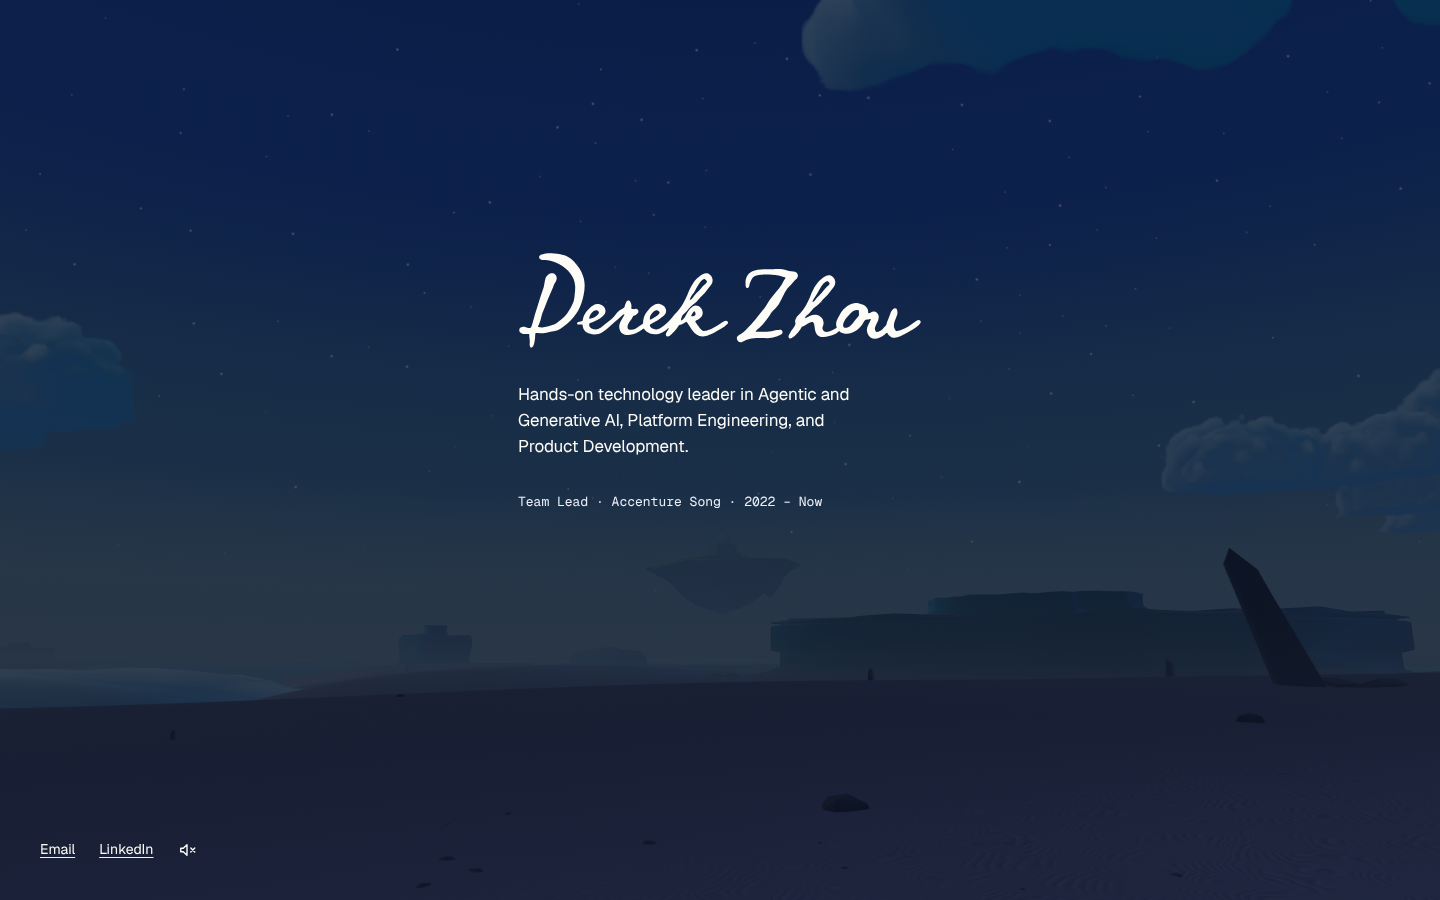 Derek Zhou
Hands-on technology leader in Agentic and
Generative AI, Platform Engineering, and
Product Development.
Team Lead · Accenture Song · 2022 – Now
Email LinkedIn